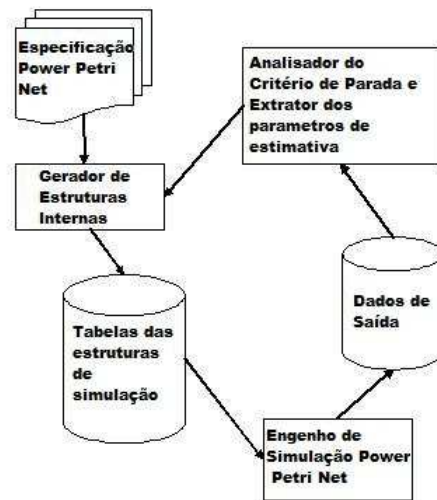 Especificação
Power Petri
Net
Analisador do
Critério de Parada e
Extrator dos
parametros de
estimativa
Gerador de
Estruturas
Internas
Tabelas das
estruturas
de
simulação
Dados de
Saída
Engenho de
Simulação Power
Petri Net